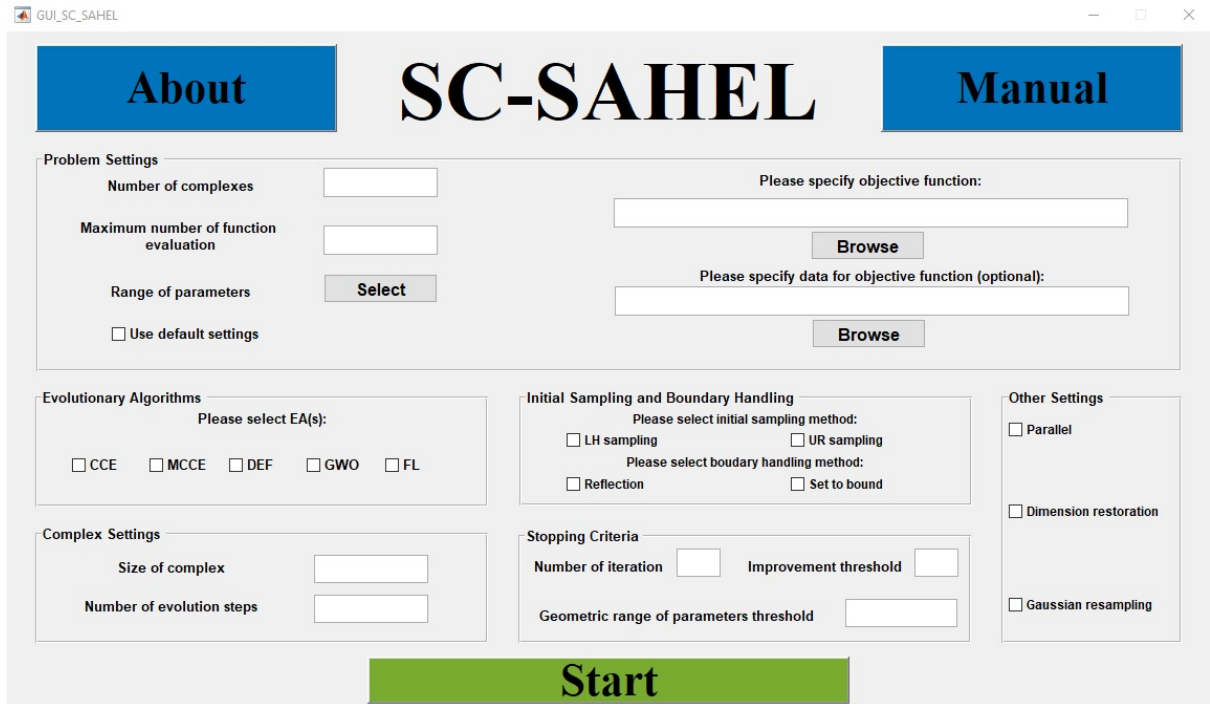 GUI_SC_SAHEL
About
SC-SAHEL
Manual
Problem Settings
Number of complexes
Maximum number of function
evaluation
Range of parameters
Select
Use default settings
Please specify objective function:
Browse
Please specify data for objective function (optional):
Browse
Evolutionary Algorithms
Please select EA(s):
CCE MCCE DEF GWO FL
Initial Sampling and Boundary Handling
Please select initial sampling method:
LH sampling UR sampling
Please select boudary handling method:
Reflection Set to bound
Other Settings
Parallel
Dimension restoration
Gaussian resampling
Complex Settings
Size of complex
Number of evolution steps
Stopping Criteria
Number of iteration Improvement threshold
Geometric range of parameters threshold
Start